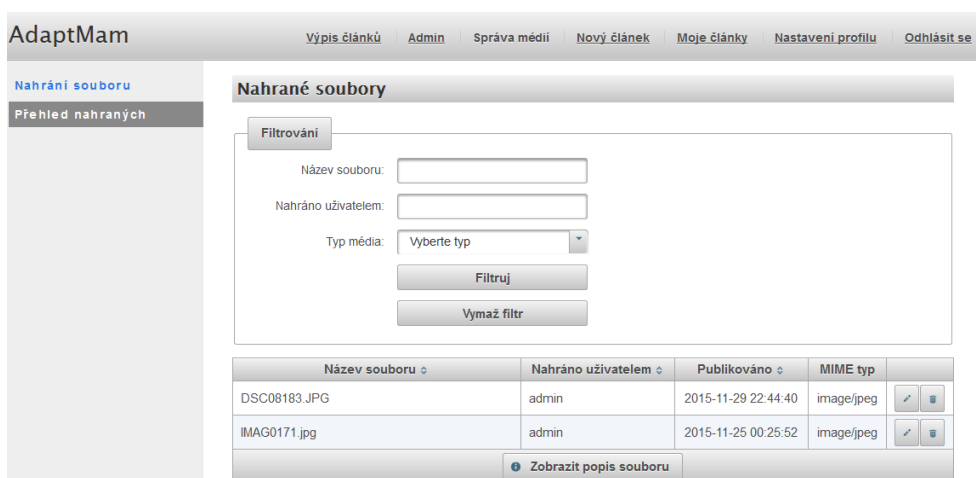 AdaptMam
Výpis článků Admin Správa médií Nový článek Moje články Nastavení profilu Odhlásit se
Nahrání souboru
Přehled nahraných
Nahrané soubory
Filtrování
Název souboru:
Nahráno uživatelem:
Typ média: Vyberte typ
Filtruj
Vymaž filtr
Název souboru Nahráno uživatelem Publikováno MIME typ
DSC08183.JPG admin 2015-11-29 22:44:40 image/jpeg
IMAG0171.jpg admin 2015-11-25 00:25:52 image/jpeg
Zobrazit popis souboru